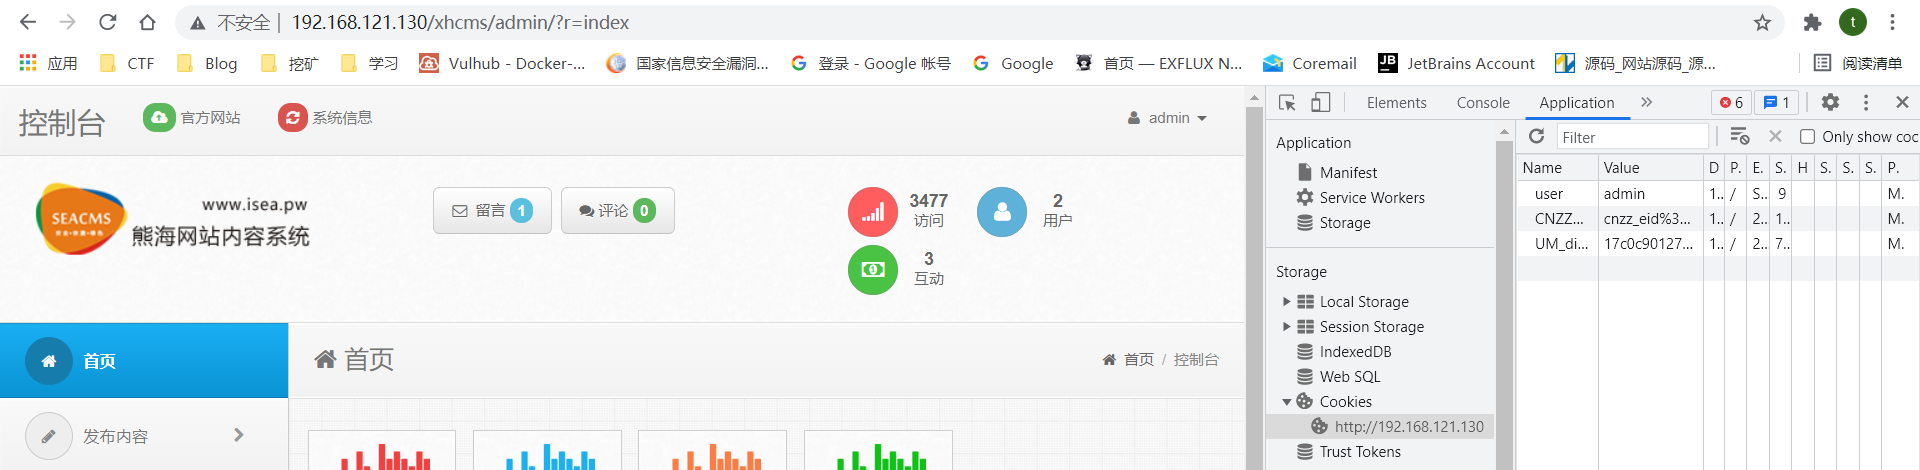 不安全 | 192.168.121.130/xhcms/admin/?r=index
t
应用 CTF Blog 挖矿 学习 Vulhub - Docker-... 国家信息安全漏洞... 登录 - Google 帐号 Google 首页 — EXFLUX N... Coremail JetBrains Account 源码_网站源码_源... 阅读清单
控制台 官方网站 系统信息 admin
SEACMS
www.isea.pw
熊海网站内容系统
留言 1 评论 0
3477
访问
2
用户
3
互动
首页
首页
首页 / 控制台
发布内容
Elements Console Application » 6 1
Application
Manifest
Service Workers
Storage
Storage
Local Storage
Session Storage
IndexedDB
Web SQL
Cookies
http://192.168.121.130
Trust Tokens
Filter Only show coo
Name Value D P. E. S. H S. S. S. P.
user admin 1.. / S.. 9 M.
CNZZ... cnzz_eid%3... 1.. / 2.. 1.. M.
UM_di... 17c0c90127... 1.. / 2.. 7.. M.